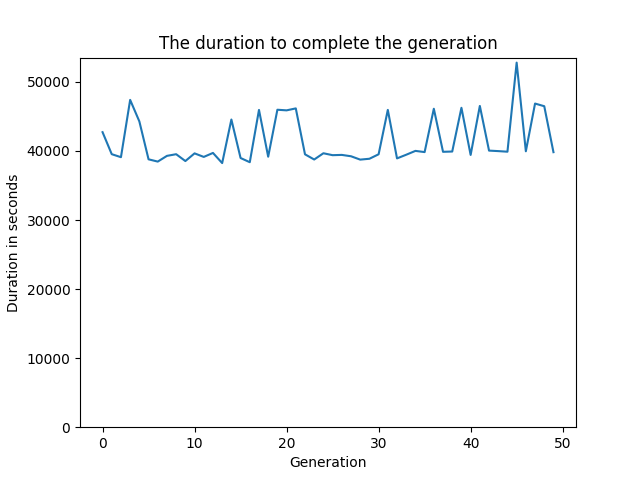 The duration to complete the generation
50000
40000
30000
20000
10000
0
Duration in seconds
0 10 20 30 40 50
Generation